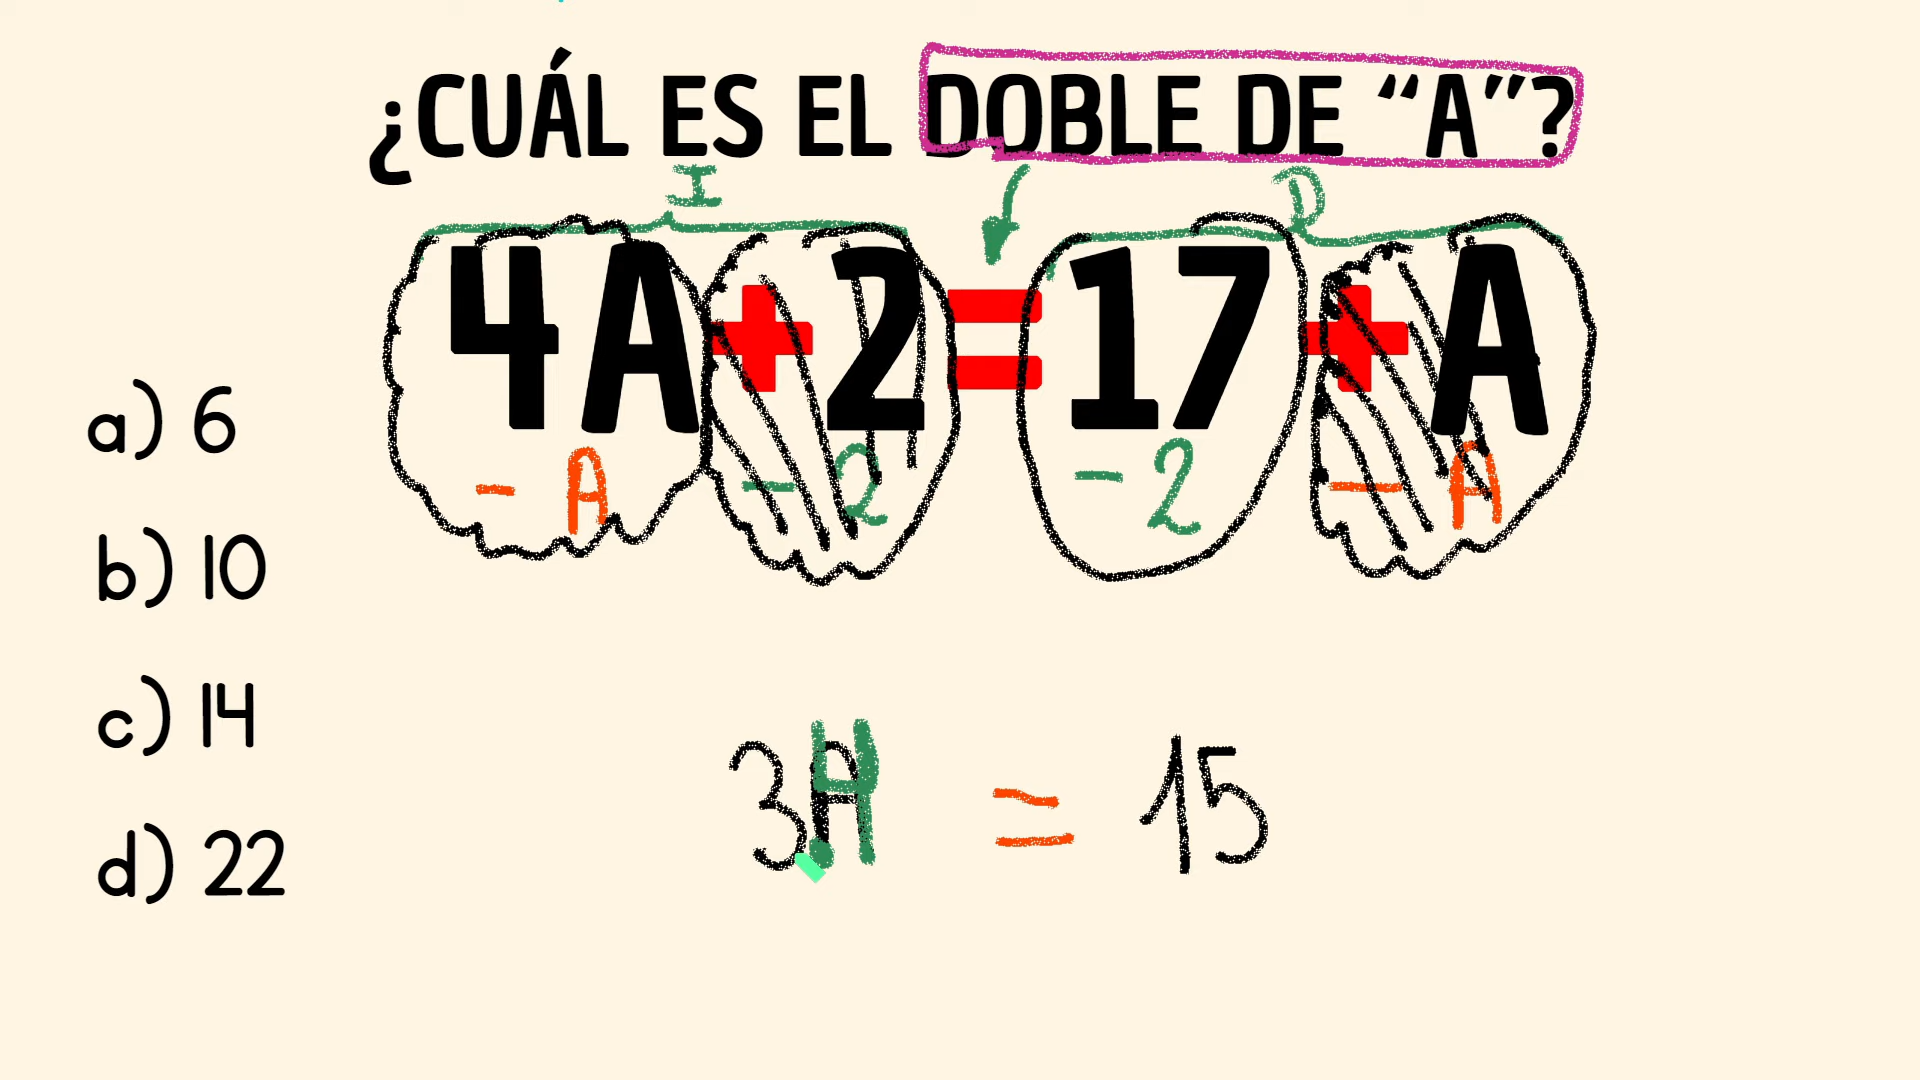 ¿CUÁL ES EL DOBLE DE “A”?
I D
4A+2=17+A
- A - 2 - 2 - A
a) 6
b) 10
c) 14
d) 22
3A = 15